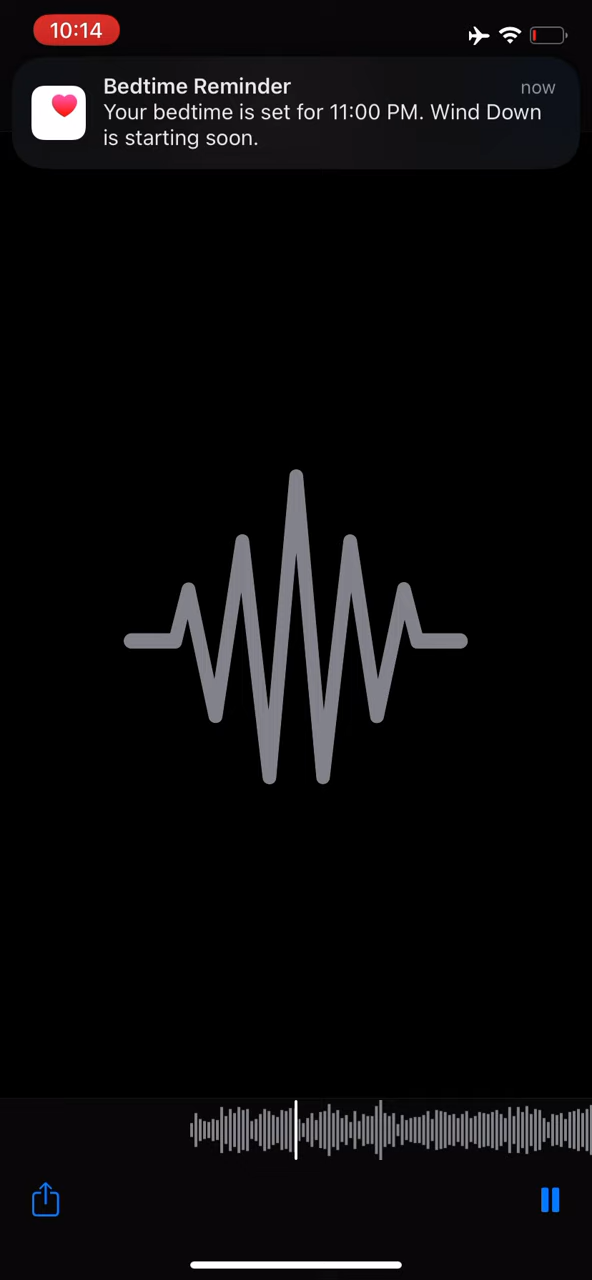 10:14
Bedtime Reminder
now
Your bedtime is set for 11:00 PM. Wind Down
is starting soon.